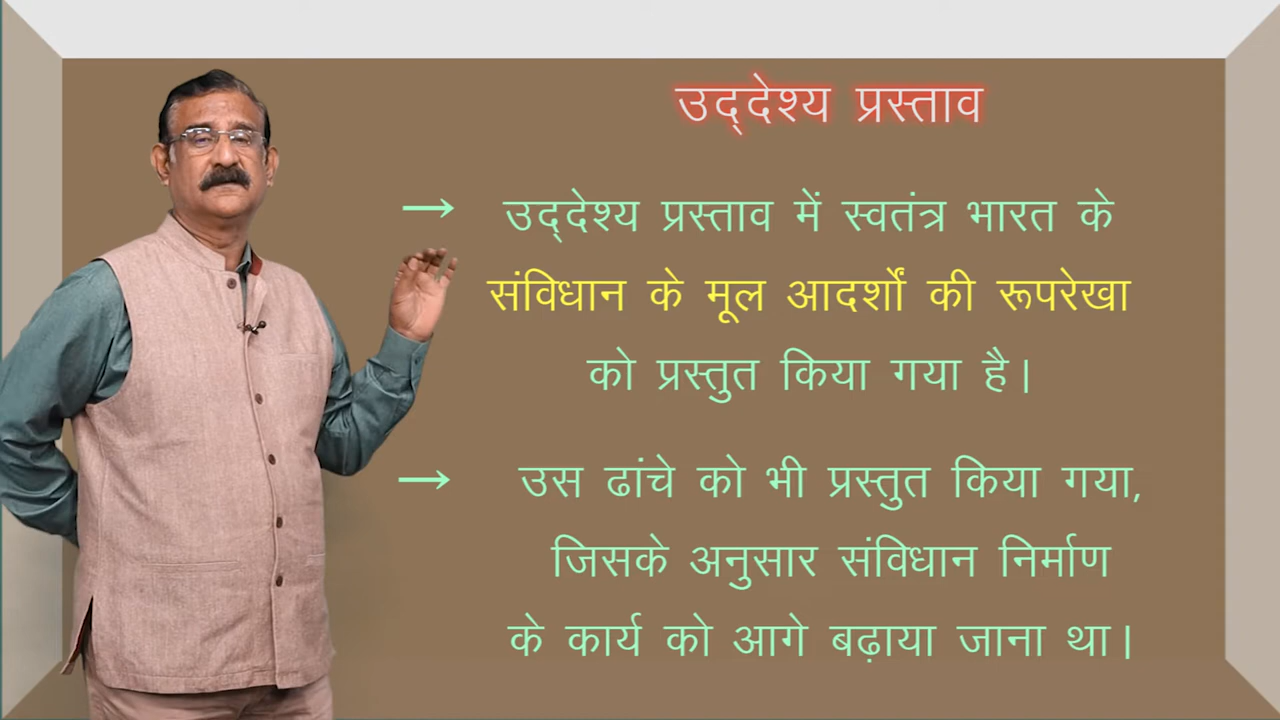 उद्देश्य प्रस्ताव
→ उद्देश्य प्रस्ताव में स्वतंत्र भारत के
संविधान के मूल आदर्शों की रूपरेखा
को प्रस्तुत किया गया है।
→ उस ढांचे को भी प्रस्तुत किया गया,
जिसके अनुसार संविधान निर्माण
के कार्य को आगे बढ़ाया जाना था।